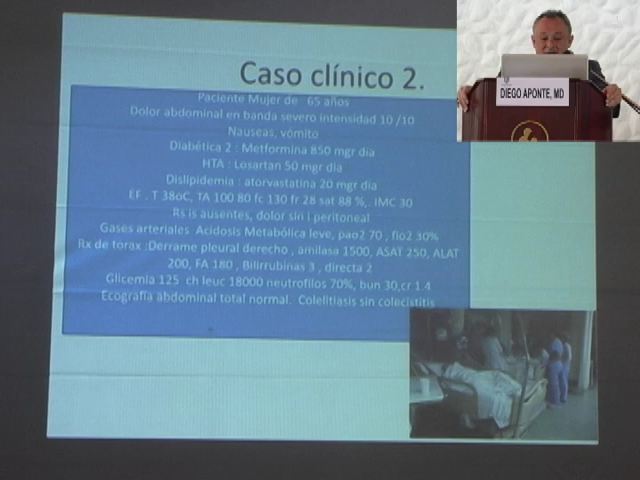 Caso clínico 2.
Paciente Mujer de 65 años
Dolor abdominal en banda severo intensidad 10 /10
Nauseas, vómito
Diabética 2 : Metformina 850 mgr dia
HTA : Losartan 50 mgr dia
Dislipidemia : atorvastatina 20 mgr dia
EF . T 38oC, TA 100 80 fc 130 fr 28 sat 88 %, IMC 30
Rs is ausentes, dolor sin i peritoneal
Gases arteriales Acidosis Metabólica leve, pao2 70 , fio2 30%
Rx de torax :Derrame pleural derecho , amilasa 1500, ASAT 250, ALAT
200, FA 180 , Bilirrubinas 3 , directa 2
Glicemia 125 ch leuc 18000 neutrofilos 70%, bun 30,cr 1.4
Ecografía abdominal total normal. Colelitiasis sin colecistitis
DIEGO APONTE, MD